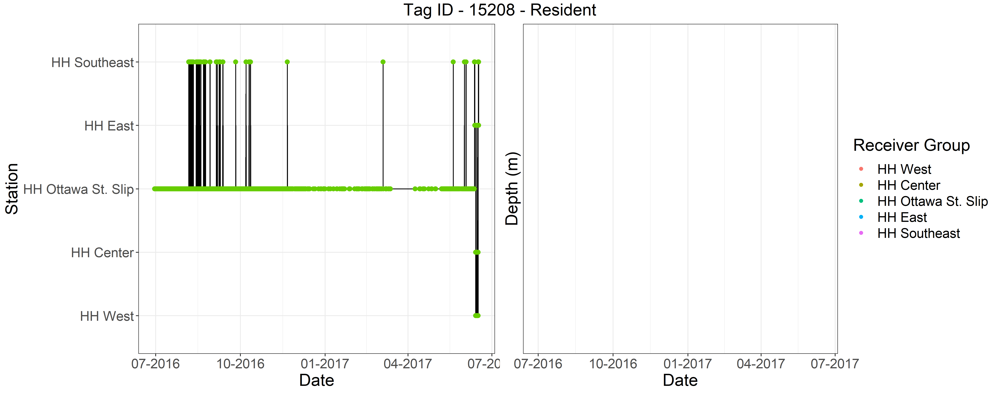 Tag ID - 15208 - Resident
Station
HH Southeast
HH East
HH Ottawa St. Slip
HH Center
HH West
07-2016
10-2016
01-2017
04-2017
07-20
Date
Depth (m)
07-2016
10-2016
01-2017
04-2017
07-2017
Date
Receiver Group
HH West
HH Center
HH Ottawa St. Slip
HH East
HH Southeast